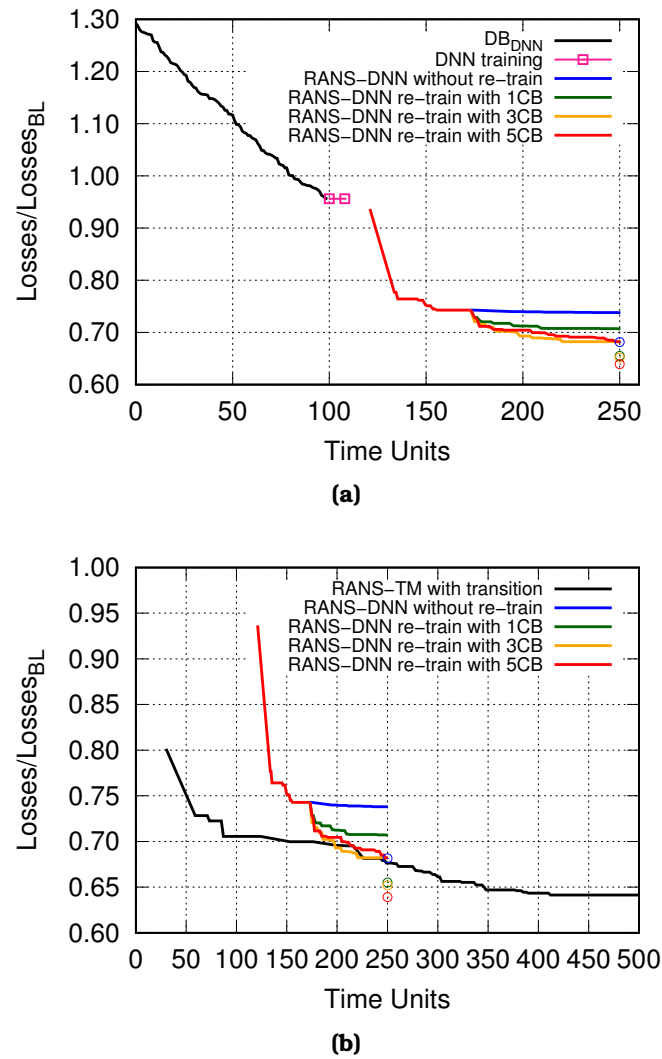 1.30
1.20
1.10
1.00
0.90
0.80
0.70
0.60
Losses/Losses_BL
DB_DNN
DNN training
RANS-DNN without re-train
RANS-DNN re-train with 1CB
RANS-DNN re-train with 3CB
RANS-DNN re-train with 5CB
0 50 100 150 200 250
Time Units
(a)
1.00
0.95
0.90
0.85
0.80
0.75
0.70
0.65
0.60
Losses/Losses_BL
RANS-TM with transition
RANS-DNN without re-train
RANS-DNN re-train with 1CB
RANS-DNN re-train with 3CB
RANS-DNN re-train with 5CB
0 50 100 150 200 250 300 350 400 450 500
Time Units
(b)